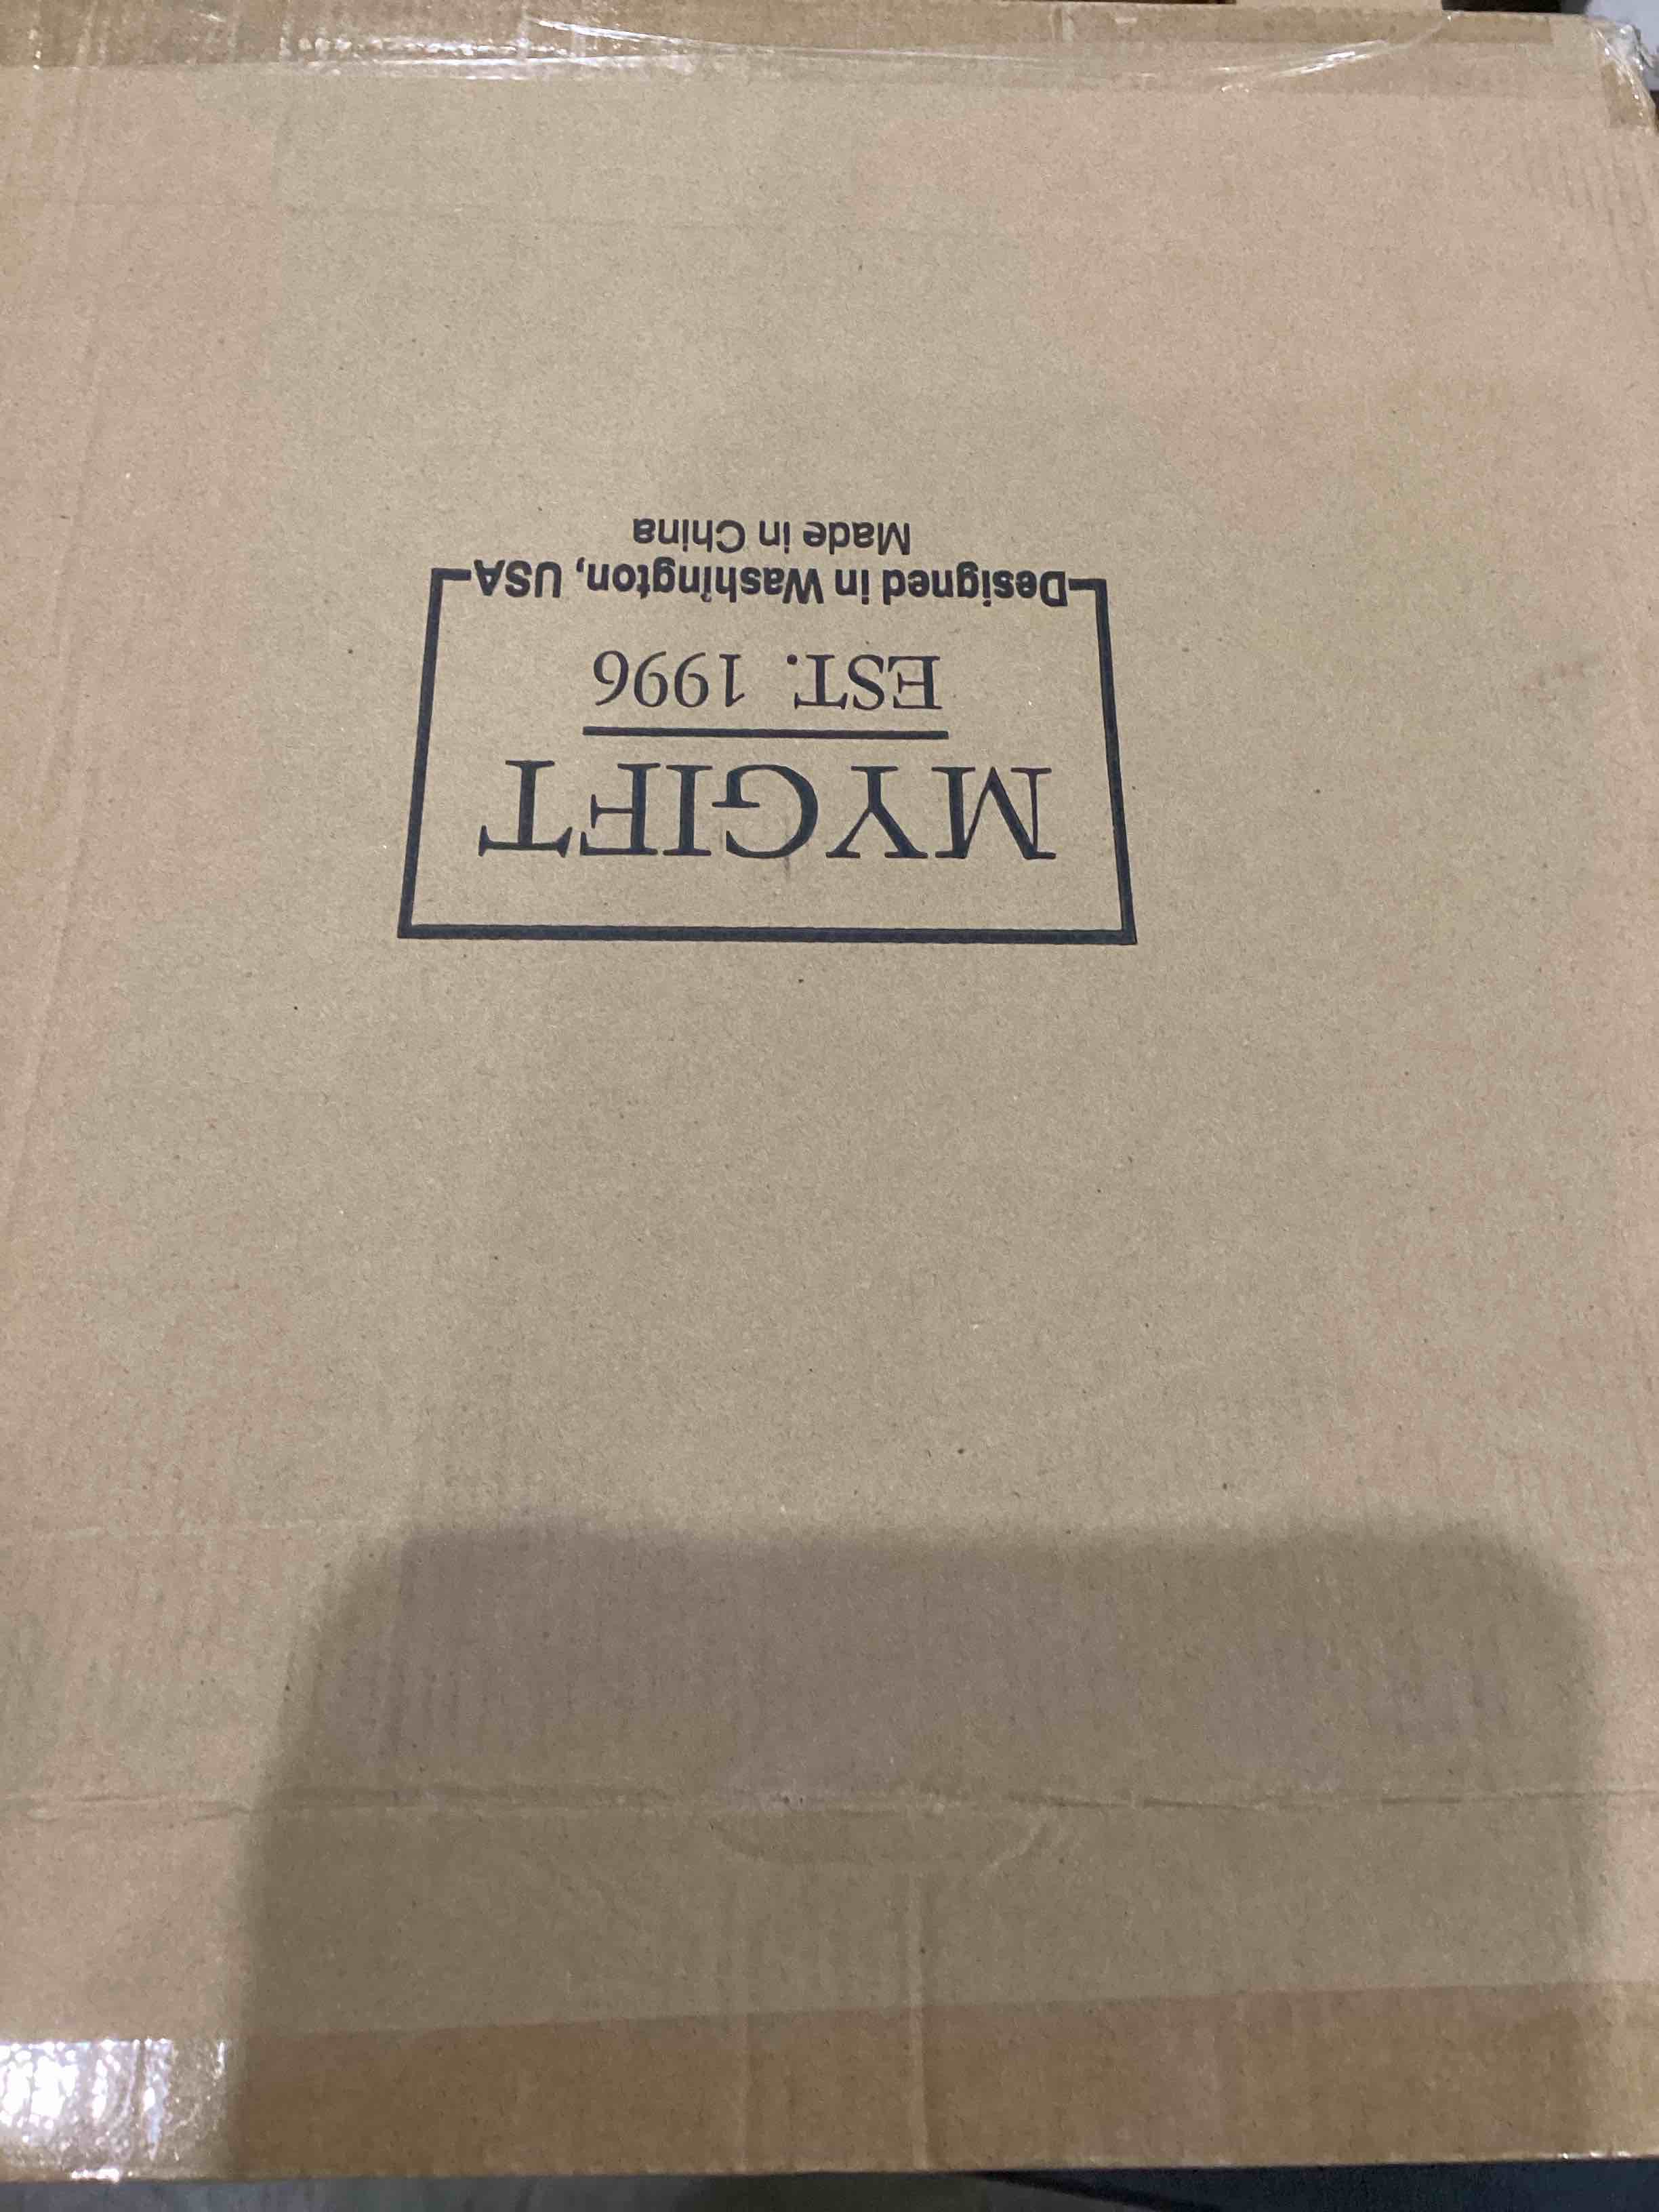 MYGIFT
EST. 1996
Designed in Washington, USA
Made in China